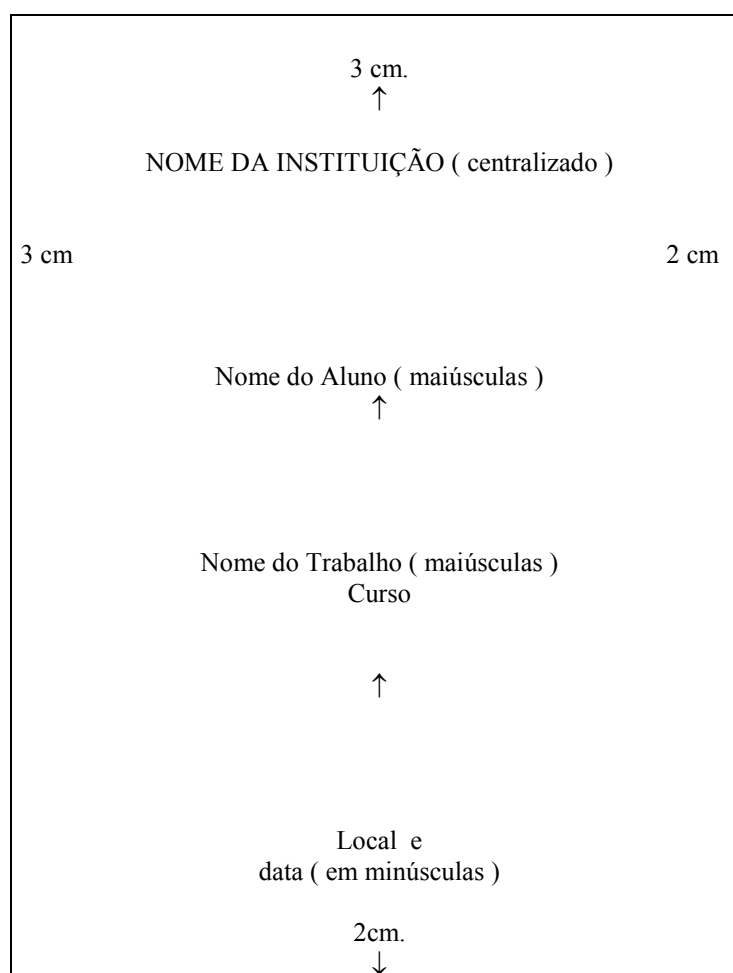 3 cm.
↑
NOME DA INSTITUIÇÃO ( centralizado )
3 cm 2 cm
Nome do Aluno ( maiúsculas )
↑
Nome do Trabalho ( maiúsculas )
Curso
↑
Local e
data ( em minúsculas )
2cm.
↓